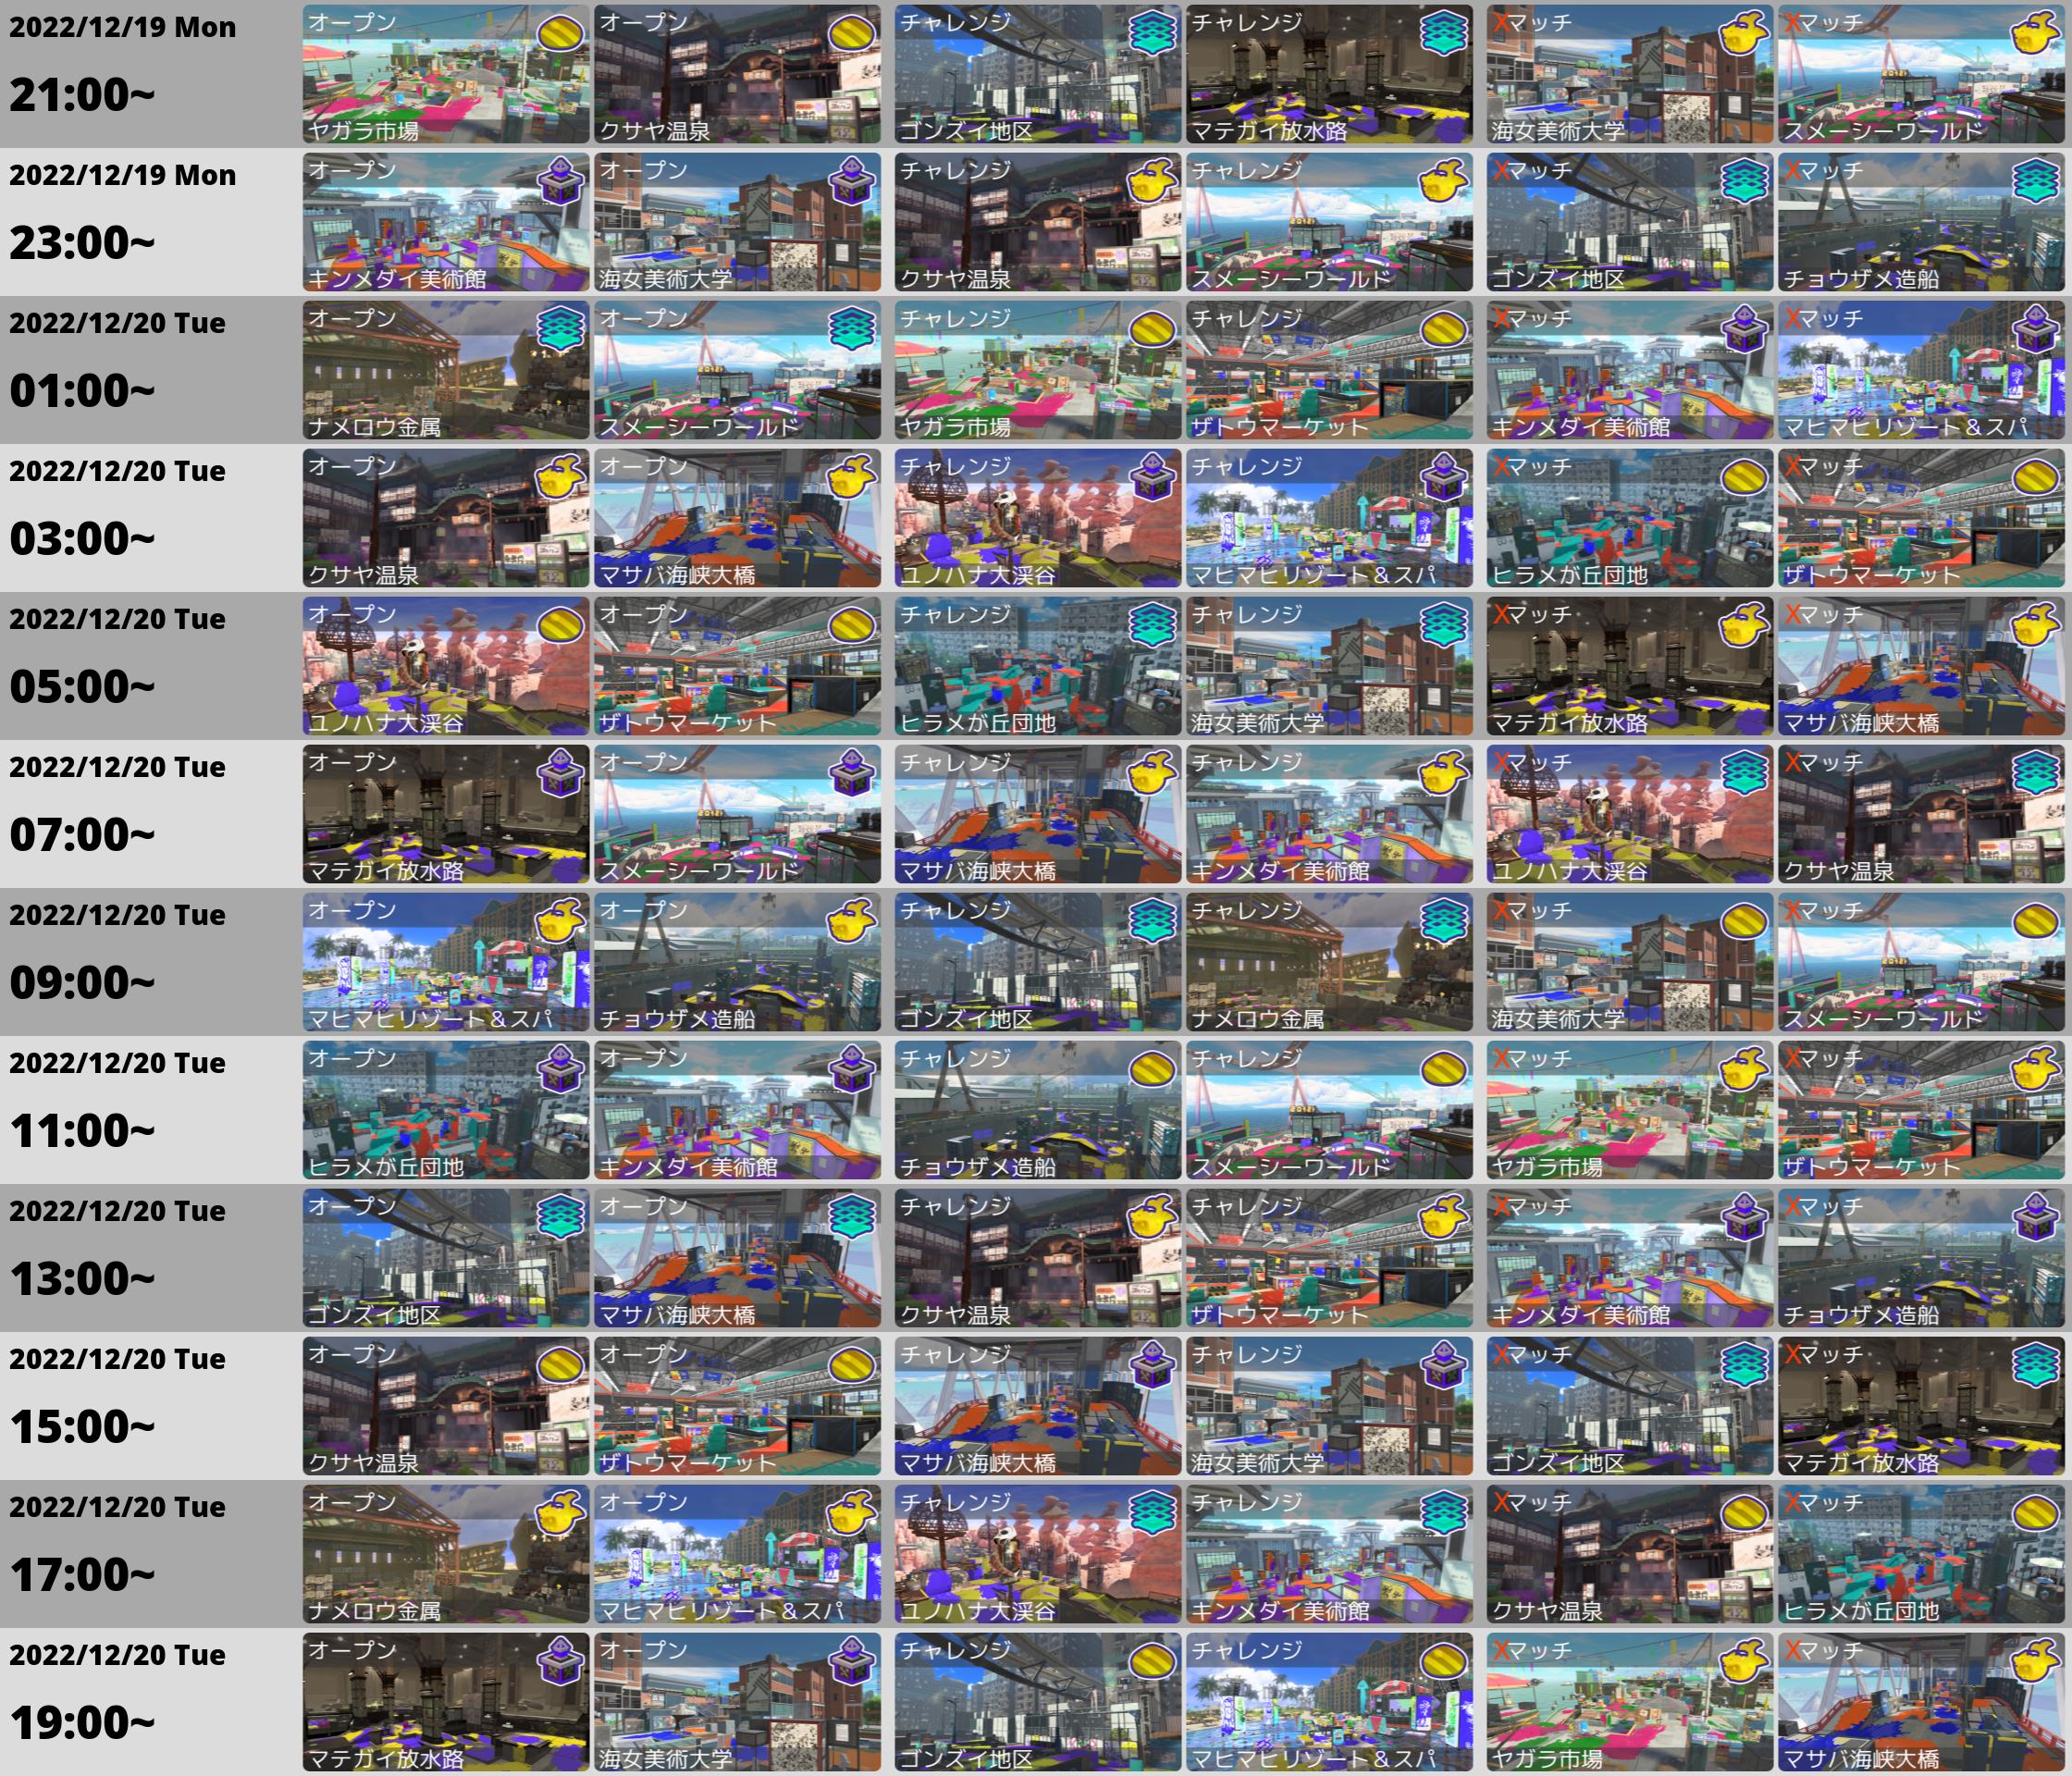 2022/12/19 Mon
21:00~
オープン オープン チャレンジ チャレンジ Xマッチ Xマッチ
ヤガラ市場 クサヤ温泉 ゴンズイ地区 マテガイ放水路 海女美術大学 スメーシーワールド
2022/12/19 Mon
23:00~
オープン オープン チャレンジ チャレンジ Xマッチ Xマッチ
キンメダイ美術館 海女美術大学 クサヤ温泉 スメーシーワールド ゴンズイ地区 チョウザメ造船
2022/12/20 Tue
01:00~
オープン オープン チャレンジ チャレンジ Xマッチ Xマッチ
ナメロウ金属 スメーシーワールド ヤガラ市場 ザトウマーケット キンメダイ美術館 マヒマヒリゾート&スパ
2022/12/20 Tue
03:00~
オープン オープン チャレンジ チャレンジ Xマッチ Xマッチ
クサヤ温泉 マサバ海峡大橋 ユノハナ大渓谷 マヒマヒリゾート&スパ ヒラメが丘団地 ザトウマーケット
2022/12/20 Tue
05:00~
オープン オープン チャレンジ チャレンジ Xマッチ Xマッチ
ユノハナ大渓谷 ザトウマーケット ヒラメが丘団地 海女美術大学 マテガイ放水路 マサバ海峡大橋
2022/12/20 Tue
07:00~
オープン オープン チャレンジ チャレンジ Xマッチ Xマッチ
マテガイ放水路 スメーシーワールド マサバ海峡大橋 キンメダイ美術館 ユノハナ大渓谷 クサヤ温泉
2022/12/20 Tue
09:00~
オープン オープン チャレンジ チャレンジ Xマッチ Xマッチ
マヒマヒリゾート&スパ チョウザメ造船 ゴンズイ地区 ナメロウ金属 海女美術大学 スメーシーワールド
2022/12/20 Tue
11:00~
オープン オープン チャレンジ チャレンジ Xマッチ Xマッチ
ヒラメが丘団地 キンメダイ美術館 チョウザメ造船 スメーシーワールド ヤガラ市場 ザトウマーケット
2022/12/20 Tue
13:00~
オープン オープン チャレンジ チャレンジ Xマッチ Xマッチ
ゴンズイ地区 マサバ海峡大橋 クサヤ温泉 ザトウマーケット キンメダイ美術館 チョウザメ造船
2022/12/20 Tue
15:00~
オープン オープン チャレンジ チャレンジ Xマッチ Xマッチ
クサヤ温泉 ザトウマーケット マサバ海峡大橋 海女美術大学 ゴンズイ地区 マテガイ放水路
2022/12/20 Tue
17:00~
オープン オープン チャレンジ チャレンジ Xマッチ Xマッチ
ナメロウ金属 マヒマヒリゾート&スパ ユノハナ大渓谷 キンメダイ美術館 クサヤ温泉 ヒラメが丘団地
2022/12/20 Tue
19:00~
オープン オープン チャレンジ チャレンジ Xマッチ Xマッチ
マテガイ放水路 海女美術大学 ゴンズイ地区 マヒマヒリゾート&スパ ヤガラ市場 マサバ海峡大橋